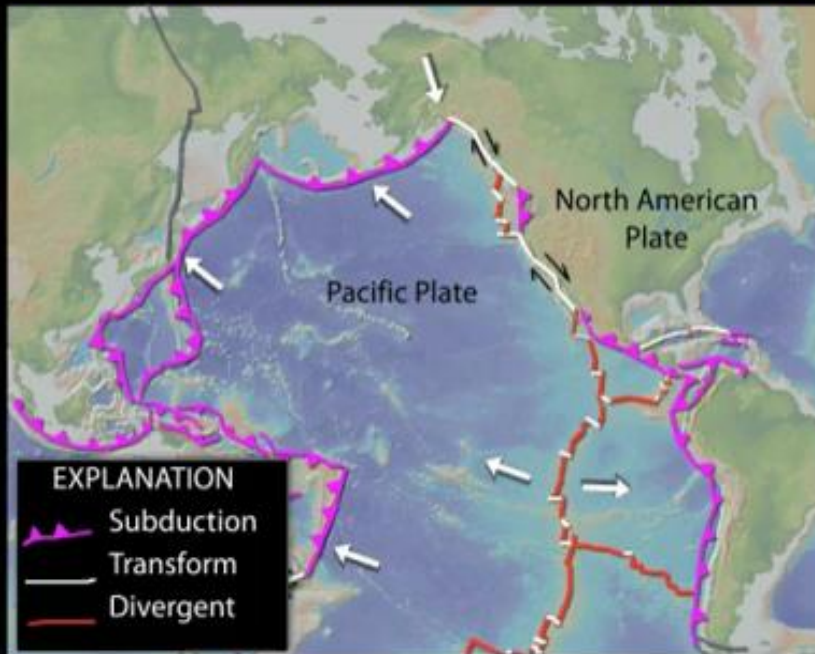 North American
Plate
Pacific Plate
EXPLANATION
Subduction
Transform
Divergent